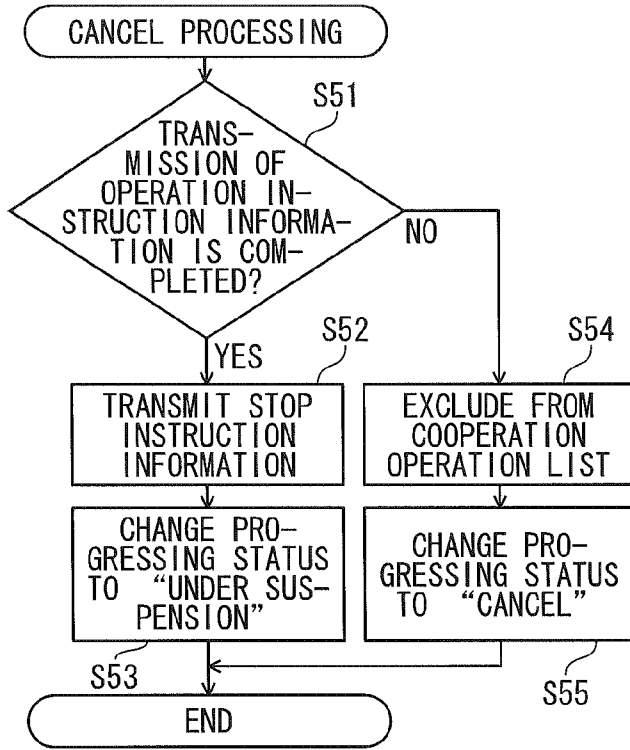 CANCEL PROCESSING
S51
TRANS-
MISSION OF
OPERATION IN-
STRUCTION INFORMA-
TION IS COM-
PLETED?
NO
YES
S52
TRANSMIT STOP
INSTRUCTION
INFORMATION
S54
EXCLUDE FROM
COOPERATION
OPERATION LIST
CHANGE PRO-
GRESSING STATUS
TO “UNDER SUS-
PENSION”
S53
CHANGE PRO-
GRESSING STATUS
TO “CANCEL”
S55
END